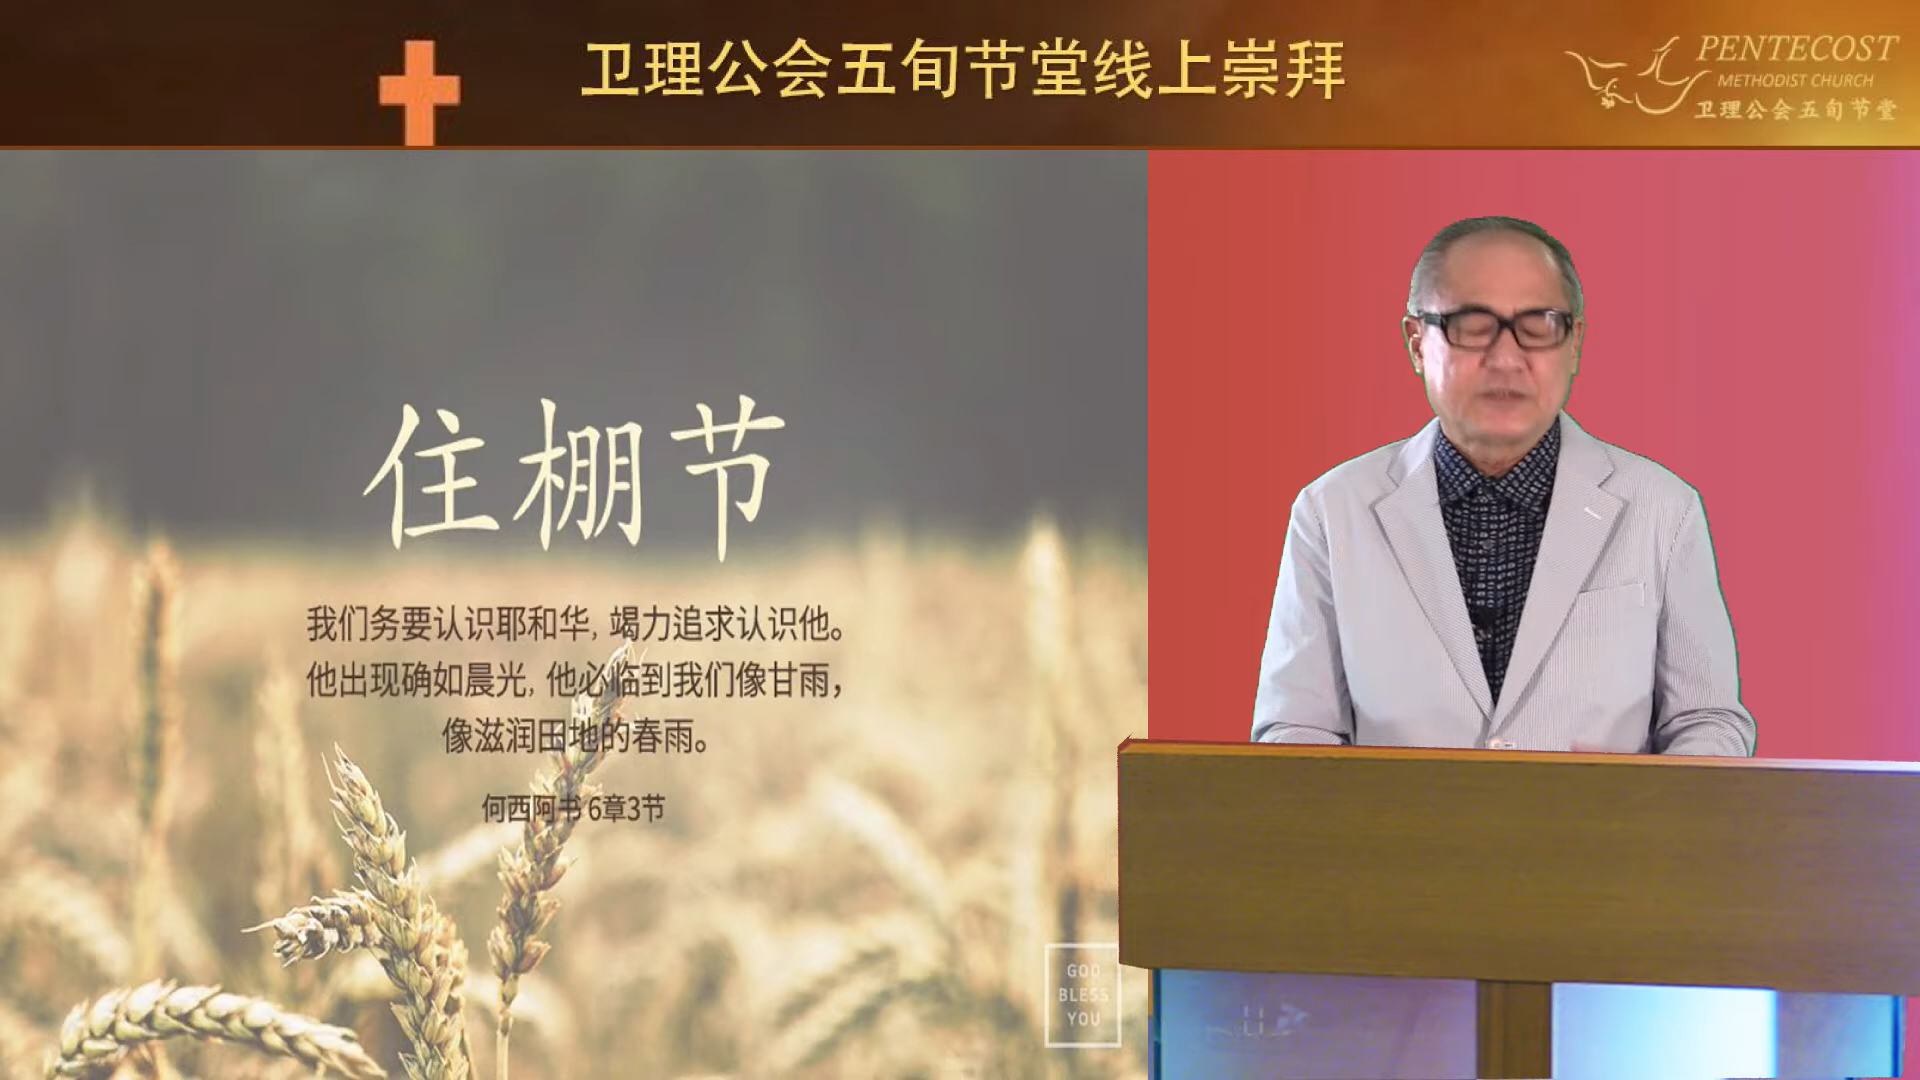 卫理公会五旬节堂线上崇拜
PENTECOST
METHODIST CHURCH
卫理公会五旬节堂
住棚节
我们务要认识耶和华, 竭力追求认识他。
他出现确如晨光, 他必临到我们像甘雨，
像滋润田地的春雨。
何西阿书 6章3节
GOD
BLESS
YOU